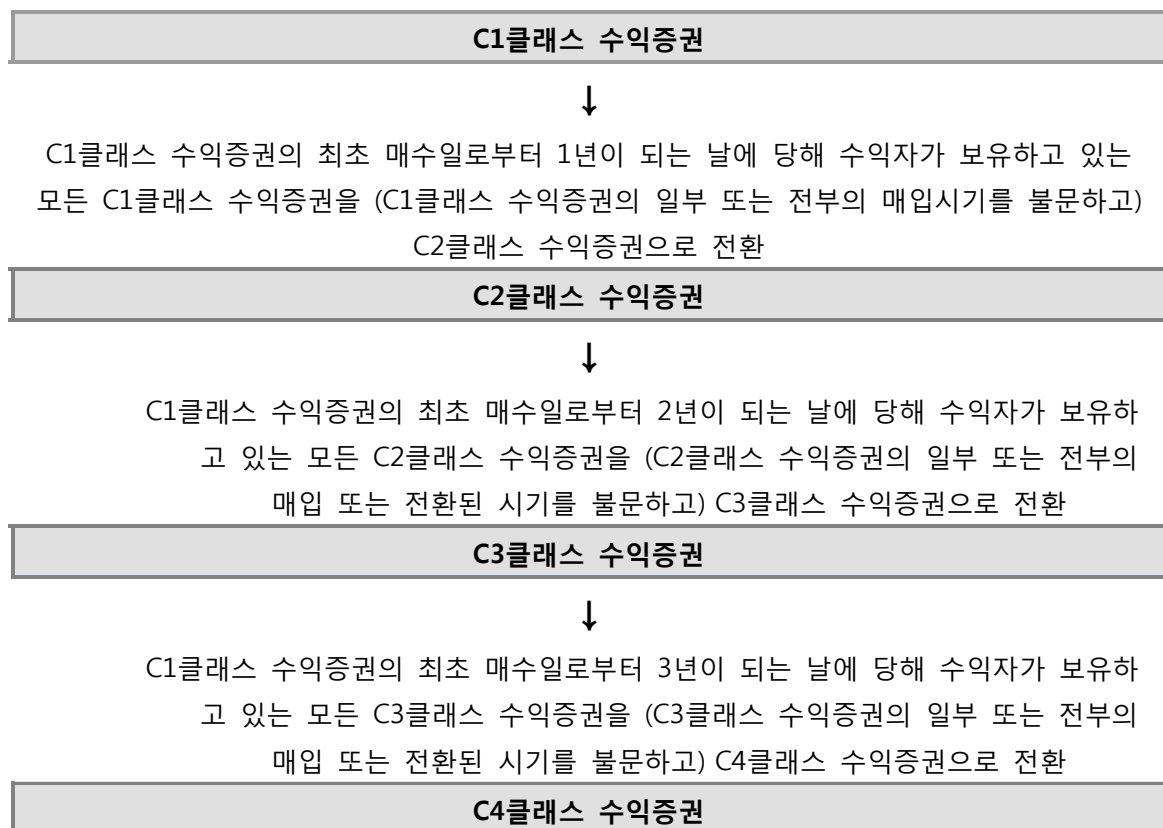 C1클래스 수익증권
↓
C1클래스 수익증권의 최초 매수일로부터 1년이 되는 날에 당해 수익자가 보유하고 있는
모든 C1클래스 수익증권을 (C1클래스 수익증권의 일부 또는 전부의 매입시기를 불문하고)
C2클래스 수익증권으로 전환
C2클래스 수익증권
↓
C1클래스 수익증권의 최초 매수일로부터 2년이 되는 날에 당해 수익자가 보유하
고 있는 모든 C2클래스 수익증권을 (C2클래스 수익증권의 일부 또는 전부의
매입 또는 전환된 시기를 불문하고) C3클래스 수익증권으로 전환
C3클래스 수익증권
↓
C1클래스 수익증권의 최초 매수일로부터 3년이 되는 날에 당해 수익자가 보유하
고 있는 모든 C3클래스 수익증권을 (C3클래스 수익증권의 일부 또는 전부의
매입 또는 전환된 시기를 불문하고) C4클래스 수익증권으로 전환
C4클래스 수익증권